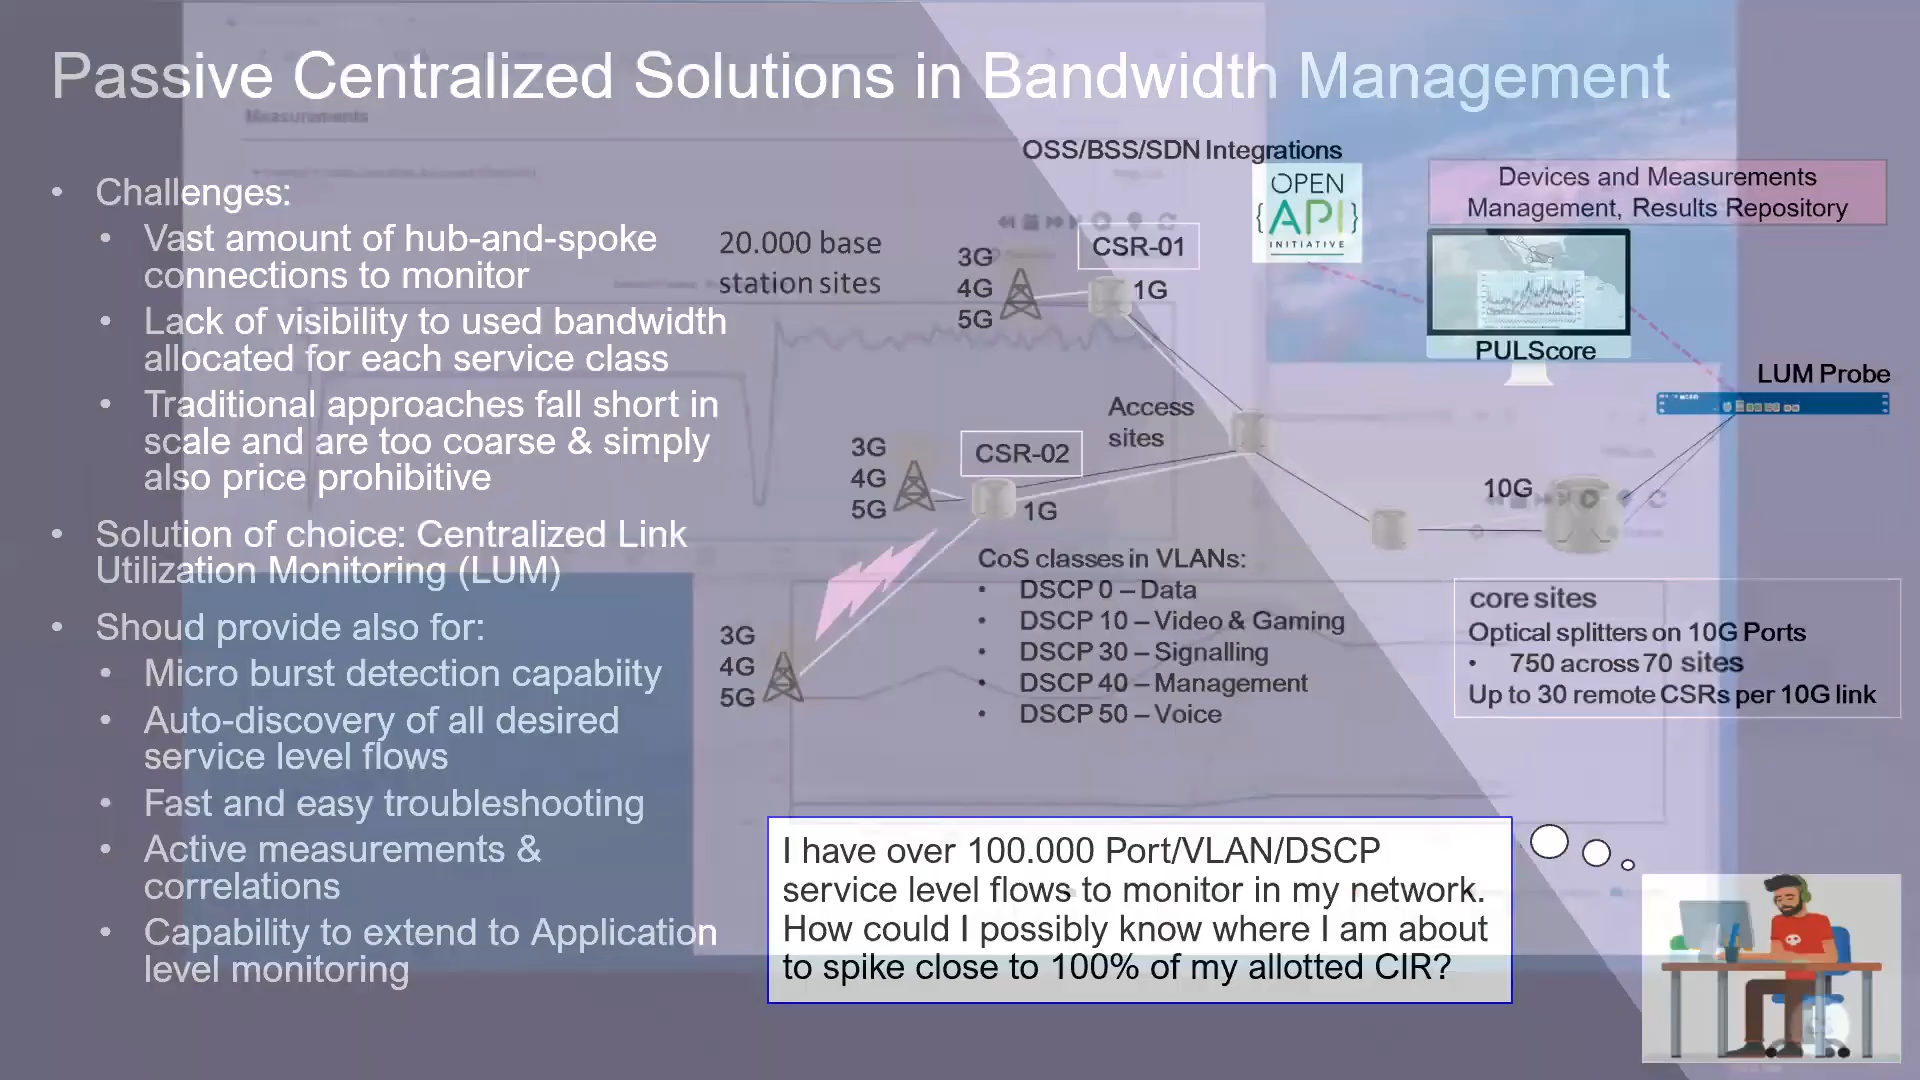 Passive Centralized Solutions in Bandwidth Management
Measurements
• Challenges:
• Vast amount of hub-and-spoke
connections to monitor
• Lack of visibility to used bandwidth
allocated for each service class
• Traditional approaches fall short in
scale and are too coarse & simply
also price prohibitive
• Solution of choice: Centralized Link
Utilization Monitoring (LUM)
• Shoud provide also for:
• Micro burst detection capabiity
• Auto-discovery of all desired
service level flows
• Fast and easy troubleshooting
• Active measurements &
correlations
• Capability to extend to Application
level monitoring
20.000 base
station sites
OSS/BSS/SDN Integrations
OPEN
{API}
INITIATIVE
Devices and Measurements
Management, Results Repository
PULScore
LUM Probe
3G
4G
5G
CSR-01
1G
Access
sites
3G
4G
5G
CSR-02
1G
10G
3G
4G
5G
CoS classes in VLANs:
• DSCP 0 – Data
• DSCP 10 – Video & Gaming
• DSCP 30 – Signalling
• DSCP 40 – Management
• DSCP 50 – Voice
core sites
Optical splitters on 10G Ports
• 750 across 70 sites
Up to 30 remote CSRs per 10G link
I have over 100.000 Port/VLAN/DSCP
service level flows to monitor in my network.
How could I possibly know where I am about
to spike close to 100% of my allotted CIR?